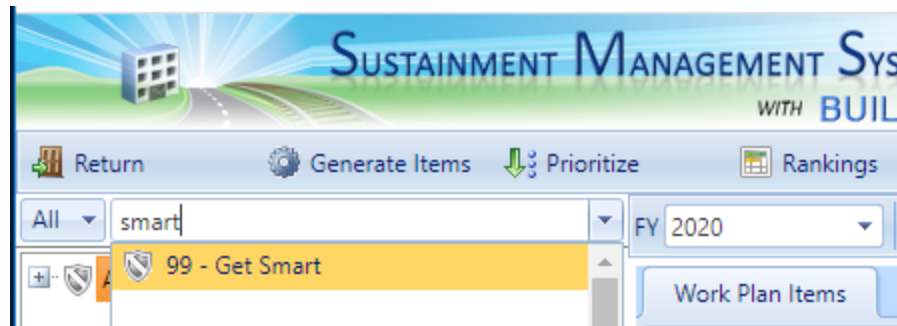 SUSTAINMENT MANAGEMENT SYS
WITH BUIL
Return Generate Items Prioritize Rankings
All smart FY 2020
99 - Get Smart
A
Work Plan Items